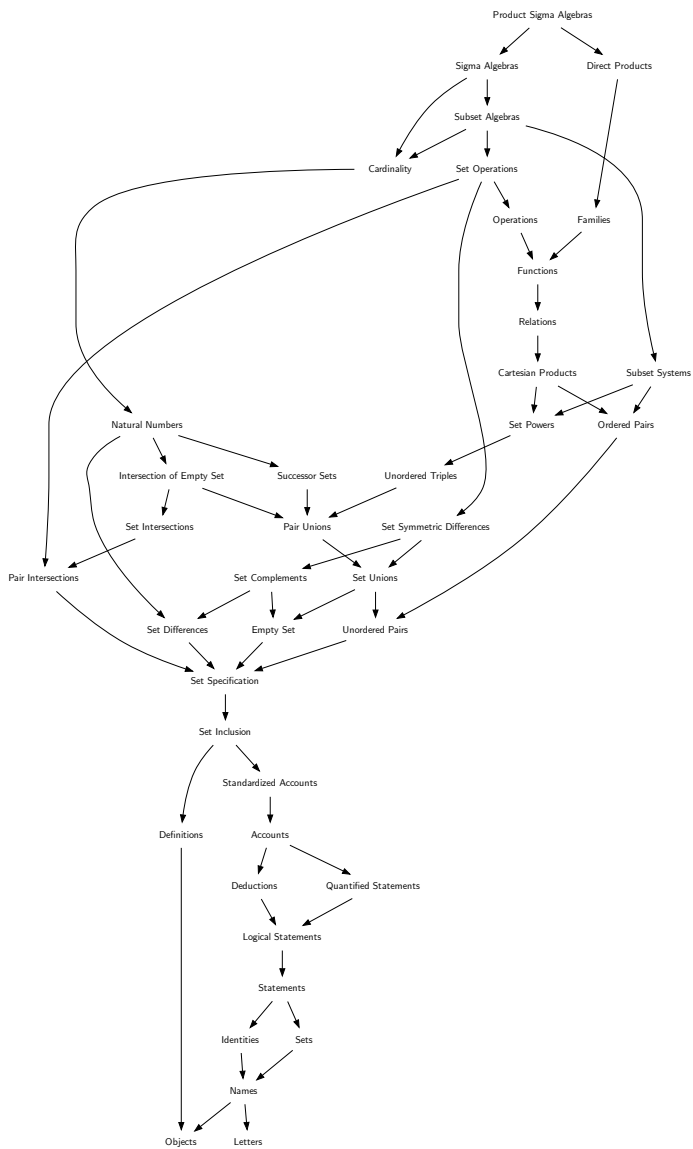 Product Sigma Algebras
Sigma Algebras
Direct Products
Subset Algebras
Cardinality
Set Operations
Operations
Families
Functions
Relations
Cartesian Products
Subset Systems
Natural Numbers
Set Powers
Ordered Pairs
Intersection of Empty Set
Successor Sets
Unordered Triples
Set Intersections
Pair Unions
Set Symmetric Differences
Pair Intersections
Set Complements
Set Unions
Set Differences
Empty Set
Unordered Pairs
Set Specification
Set Inclusion
Standardized Accounts
Definitions
Accounts
Deductions
Quantified Statements
Logical Statements
Statements
Identities
Sets
Names
Objects
Letters